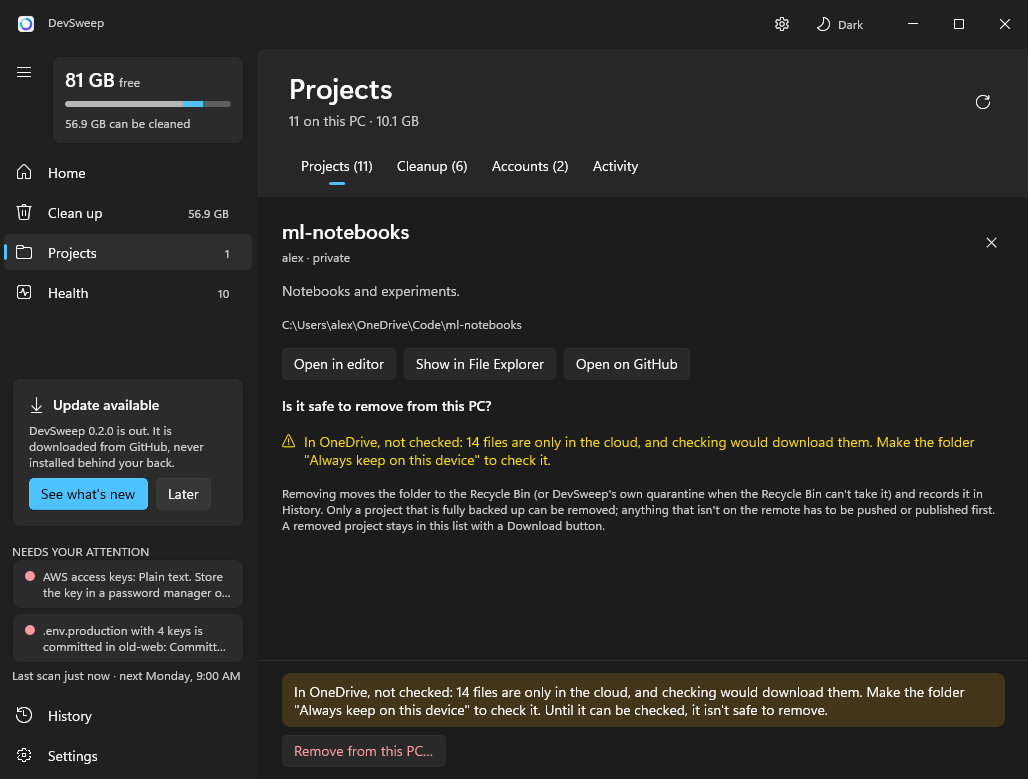 DevSweep
Dark
81 GB free
56.9 GB can be cleaned
Home
Clean up 56.9 GB
Projects 1
Health 10
Update available
DevSweep 0.2.0 is out. It is
downloaded from GitHub, never
installed behind your back.
See what's new Later
NEEDS YOUR ATTENTION
AWS access keys: Plain text. Store
the key in a password manager o...
.env.production with 4 keys is
committed in old-web: Committ...
Last scan just now · next Monday, 9:00 AM
History
Settings
Projects
11 on this PC · 10.1 GB
Projects (11) Cleanup (6) Accounts (2) Activity
ml-notebooks
alex · private
Notebooks and experiments.
C:\Users\alex\OneDrive\Code\ml-notebooks
Open in editor Show in File Explorer Open on GitHub
Is it safe to remove from this PC?
In OneDrive, not checked: 14 files are only in the cloud, and checking would download them. Make the folder
"Always keep on this device" to check it.
Removing moves the folder to the Recycle Bin (or DevSweep's own quarantine when the Recycle Bin can't take it) and records it in
History. Only a project that is fully backed up can be removed; anything that isn't on the remote has to be pushed or published first.
A removed project stays in this list with a Download button.
In OneDrive, not checked: 14 files are only in the cloud, and checking would download them. Make the folder
"Always keep on this device" to check it. Until it can be checked, it isn't safe to remove.
Remove from this PC...